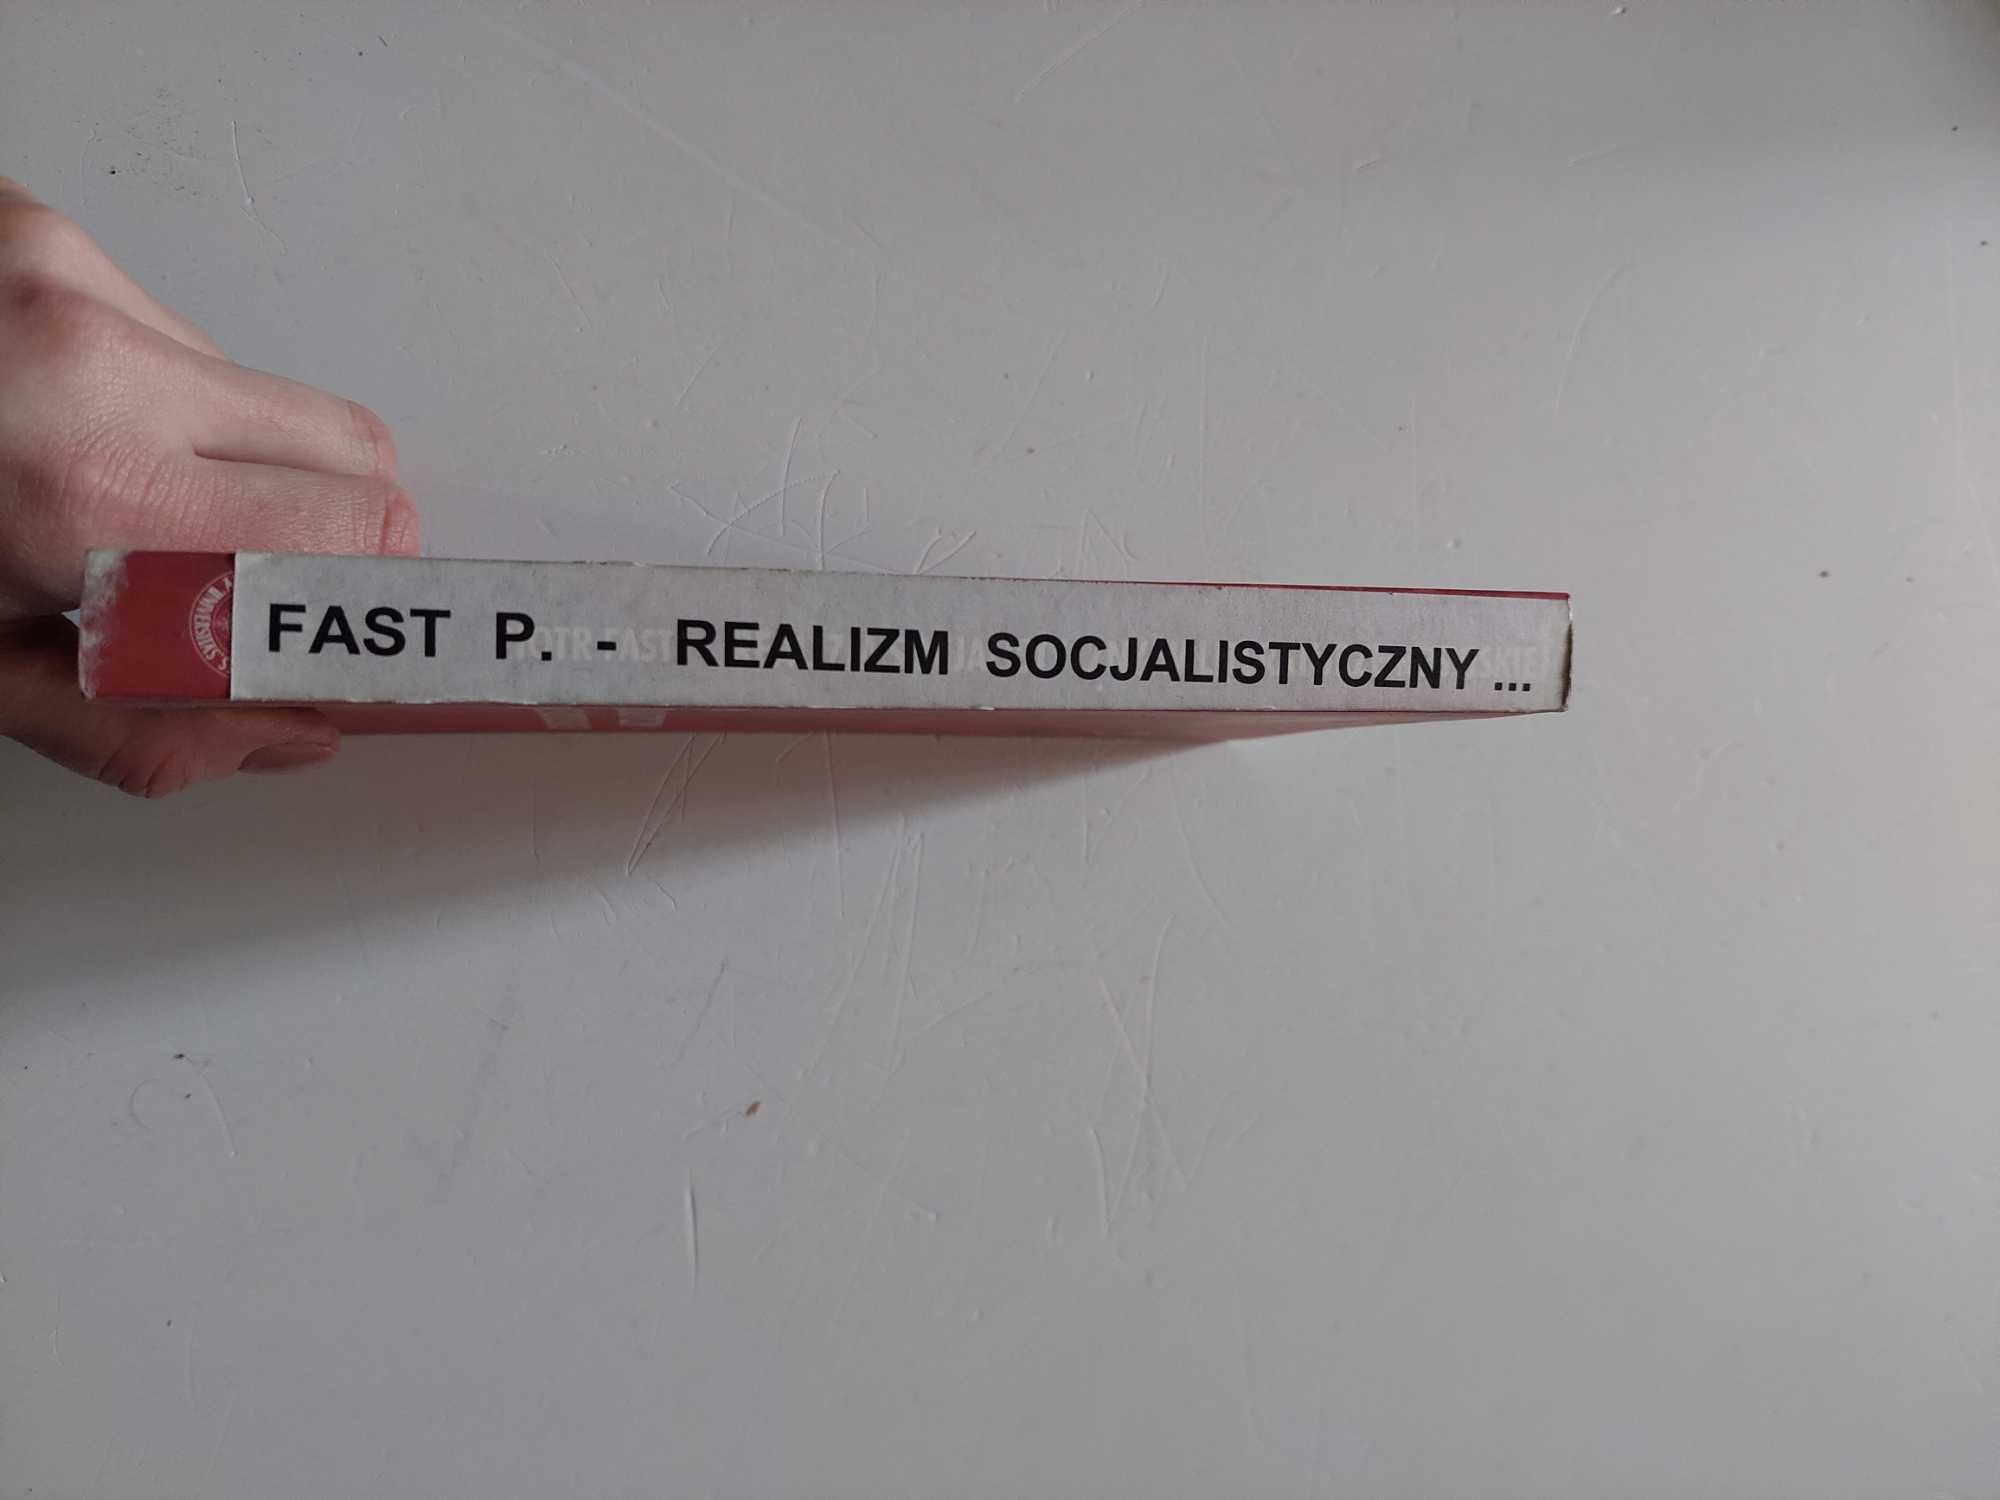 FAST P. - REALIZM SOCJALISTYCZNY ...